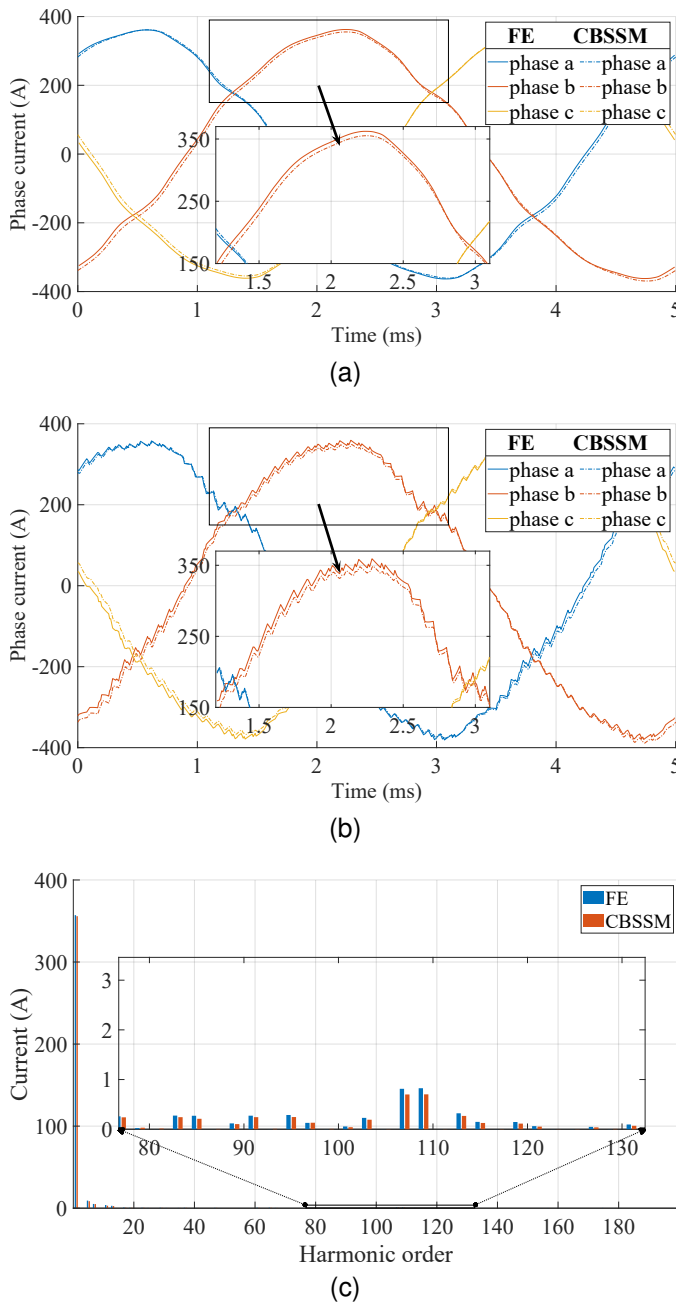 400
200
0
-200
-400
Phase current (A)
FE CBSSM
phase a phase a
phase b phase b
phase c phase c
350
250
150
1.5 2 2.5 3
0 1 2 3 4 5
Time (ms)
(a)
400
200
0
-200
-400
Phase current (A)
FE CBSSM
phase a phase a
phase b phase b
phase c phase c
350
250
150
1.5 2 2.5 3
0 1 2 3 4 5
Time (ms)
(b)
400
300
200
100
0
Current (A)
FE
CBSSM
3
2
1
0
80 90 100 110 120 130
20 40 60 80 100 120 140 160 180
Harmonic order
(c)